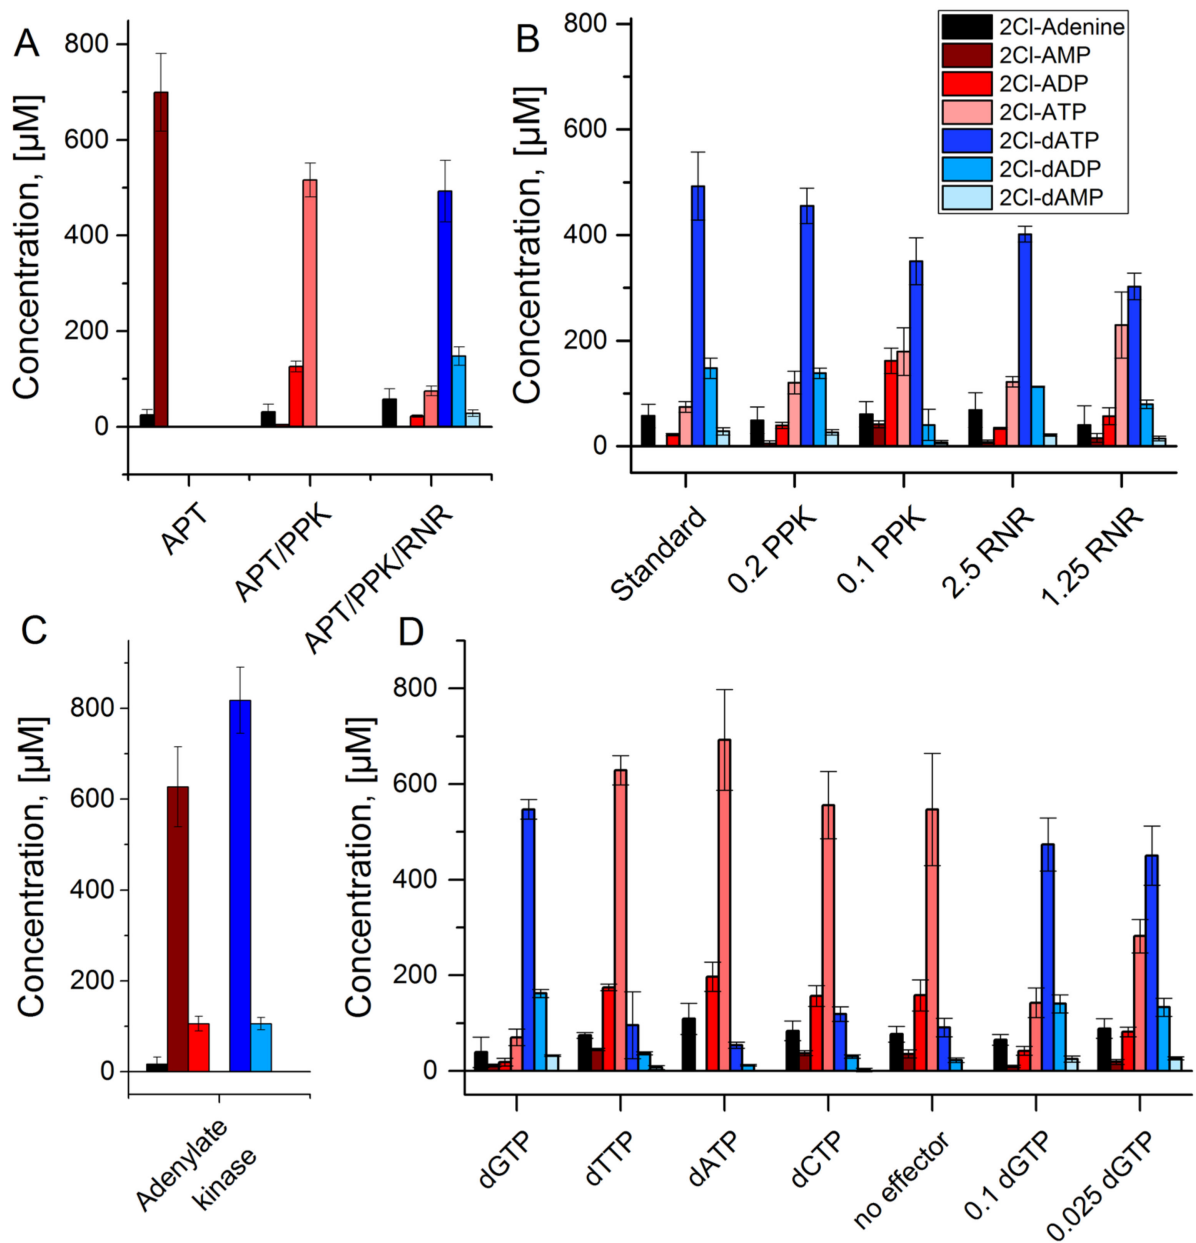 A
Concentration, [µM]
800
600
400
200
0
APT
APT/PPK
APT/PPK/RNR
B
Concentration, [µM]
800
600
400
200
0
2Cl-Adenine
2Cl-AMP
2Cl-ADP
2Cl-ATP
2Cl-dATP
2Cl-dADP
2Cl-dAMP
Standard
0.2 PPK
0.1 PPK
2.5 RNR
1.25 RNR
C
Concentration, [µM]
800
600
400
200
0
Adenylate
kinase
D
Concentration, [µM]
800
600
400
200
0
dGTP
dTTP
dATP
dCTP
no effector
0.1 dGTP
0.025 dGTP